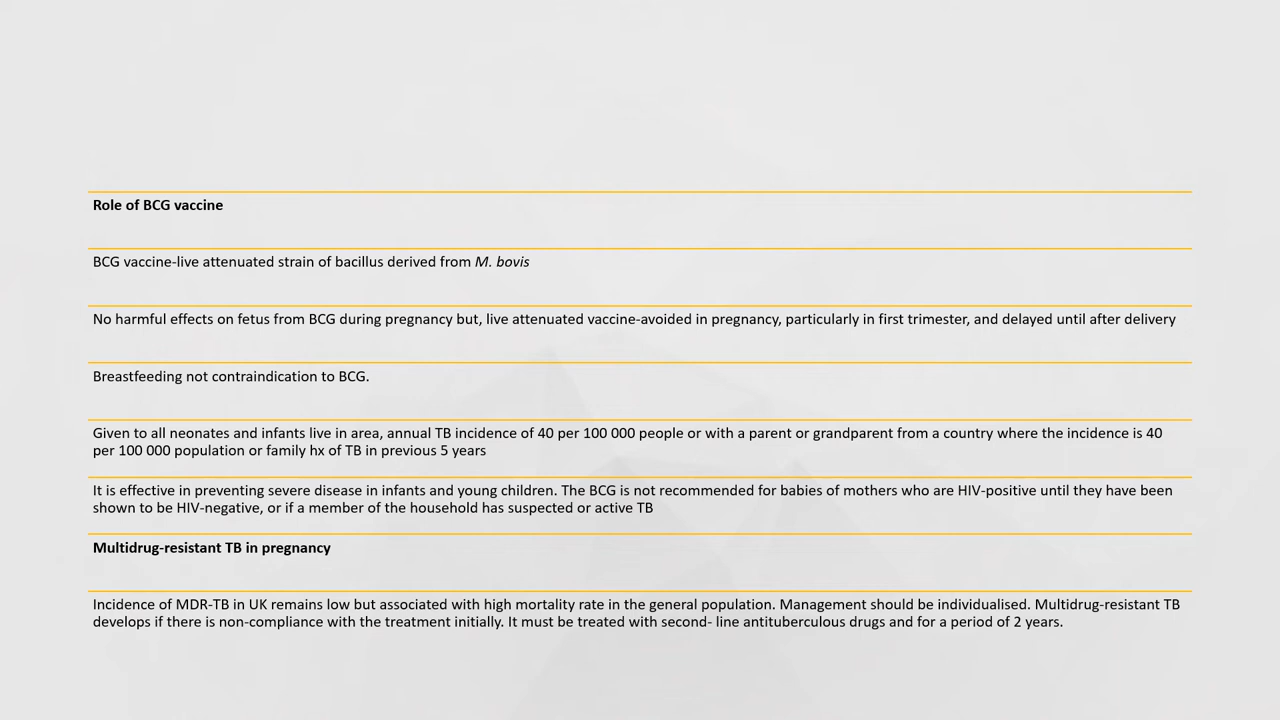 Role of BCG vaccine
BCG vaccine-live attenuated strain of bacillus derived from M. bovis
No harmful effects on fetus from BCG during pregnancy but, live attenuated vaccine-avoided in pregnancy, particularly in first trimester, and delayed until after delivery
Breastfeeding not contraindication to BCG.
Given to all neonates and infants live in area, annual TB incidence of 40 per 100 000 people or with a parent or grandparent from a country where the incidence is 40
per 100 000 population or family hx of TB in previous 5 years
It is effective in preventing severe disease in infants and young children. The BCG is not recommended for babies of mothers who are HIV-positive until they have been
shown to be HIV-negative, or if a member of the household has suspected or active TB
Multidrug-resistant TB in pregnancy
Incidence of MDR-TB in UK remains low but associated with high mortality rate in the general population. Management should be individualised. Multidrug-resistant TB
develops if there is non-compliance with the treatment initially. It must be treated with second- line antituberculous drugs and for a period of 2 years.